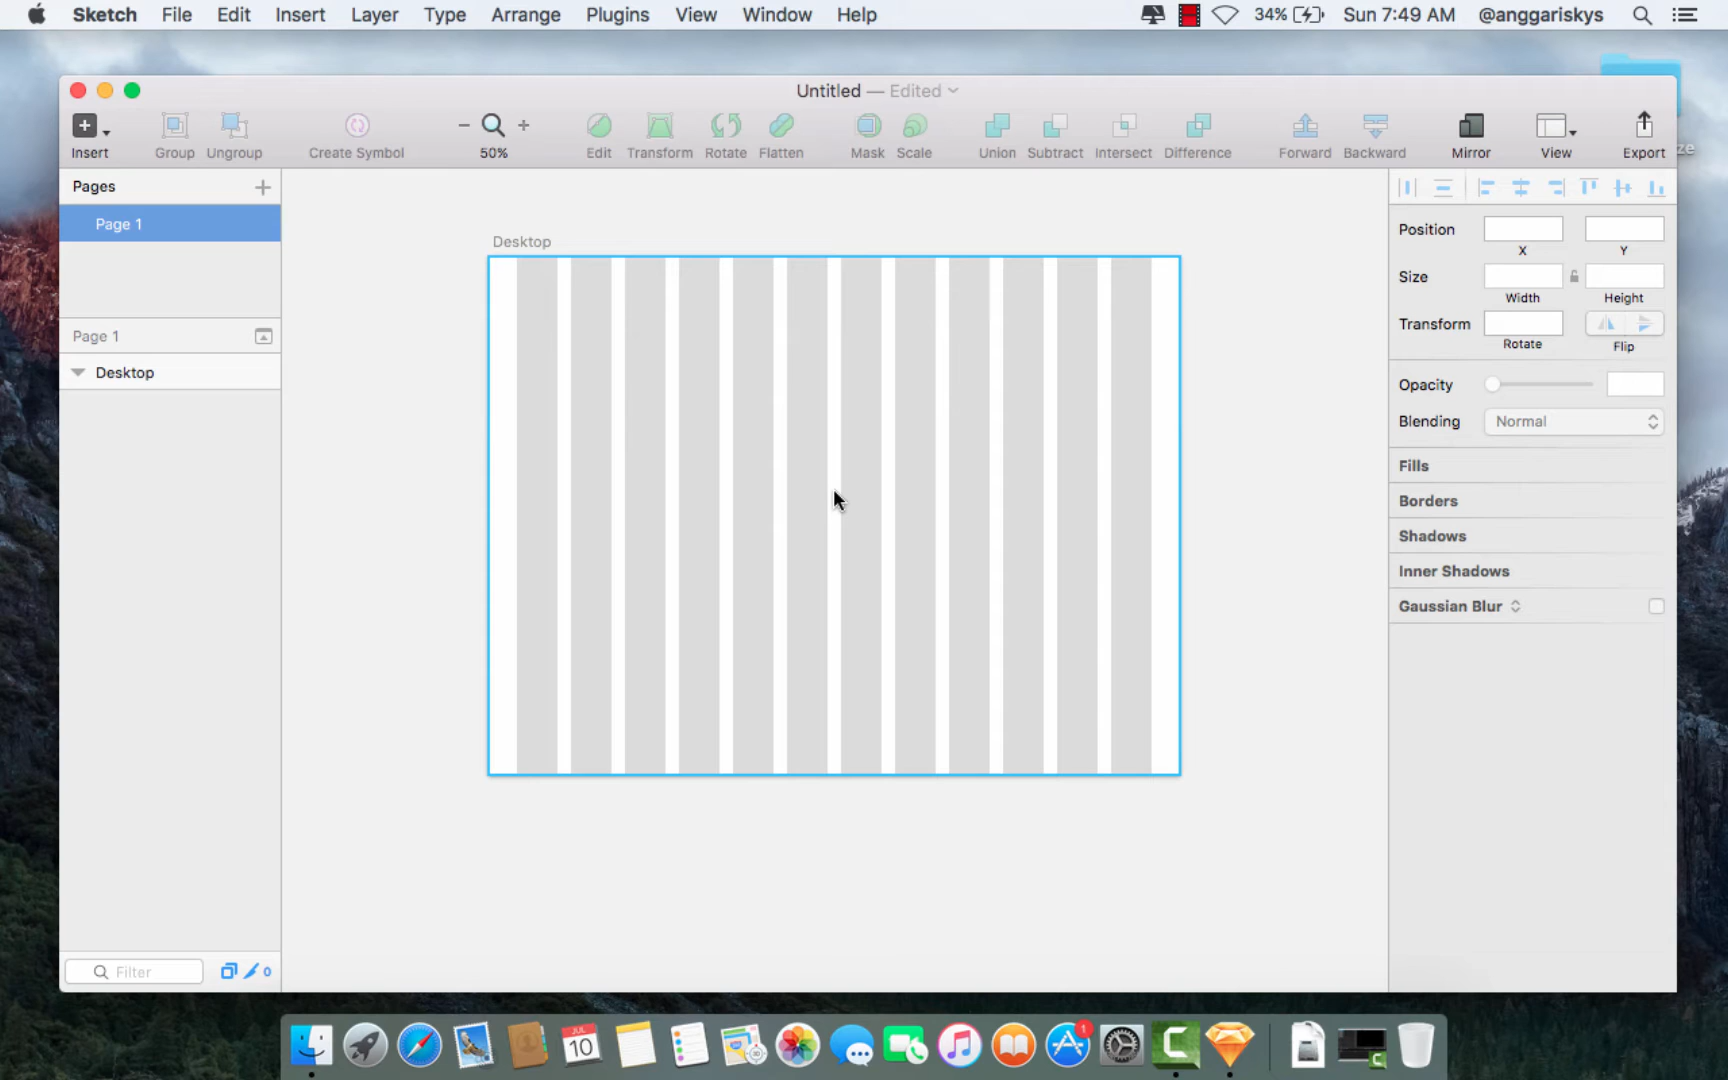 Sketch File Edit Insert Layer Type Arrange Plugins View Window Help 34% Sun 7:49 AM @anggariskys
Untitled — Edited
Insert Group Ungroup Create Symbol 50% Edit Transform Rotate Flatten Mask Scale Union Subtract Intersect Difference Forward Backward Mirror View Export
Pages
Page 1
Page 1
Desktop
Filter 0
Desktop
Position
X Y
Size
Width Height
Transform
Rotate Flip
Opacity
Blending Normal
Fills
Borders
Shadows
Inner Shadows
Gaussian Blur
JUL
10
1